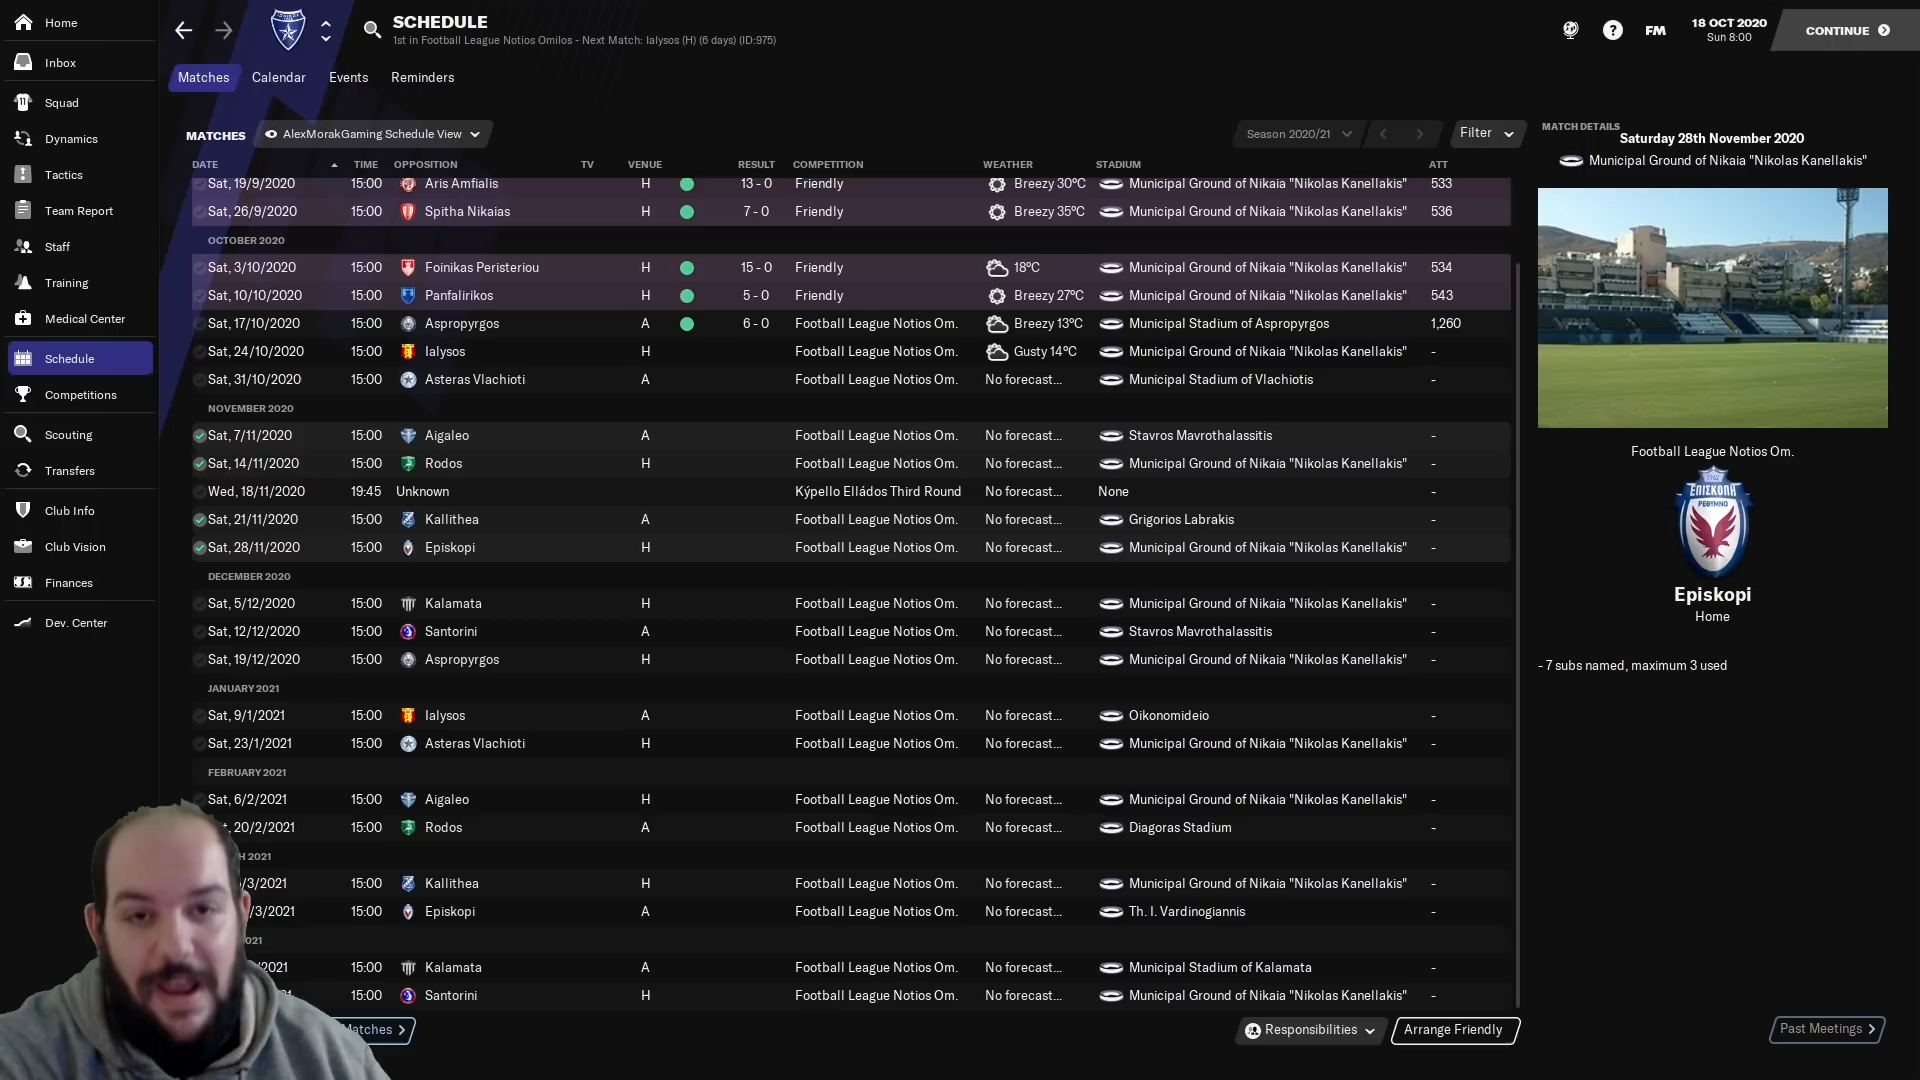 Home
Inbox
Squad
Dynamics
Tactics
Team Report
Staff
Training
Medical Center
Schedule
Competitions
Scouting
Transfers
Club Info
Club Vision
Finances
Dev. Center
SCHEDULE
1st in Football League Notios Omilos - Next Match: Ialysos (H) (6 days) (ID:975)
FM
18 OCT 2020
Sun 8:00
CONTINUE
Matches Calendar Events Reminders
MATCHES AlexMorakGaming Schedule View Season 2020/21 Filter
DATE TIME OPPOSITION TV VENUE RESULT COMPETITION WEATHER STADIUM ATT
Sat, 19/9/2020 15:00 Aris Amfialis H 13 - 0 Friendly Breezy 30°C Municipal Ground of Nikaia "Nikolas Kanellakis" 533
Sat, 26/9/2020 15:00 Spitha Nikaias H 7 - 0 Friendly Breezy 35°C Municipal Ground of Nikaia "Nikolas Kanellakis" 536
OCTOBER 2020
Sat, 3/10/2020 15:00 Foinikas Peristeriou H 15 - 0 Friendly 18°C Municipal Ground of Nikaia "Nikolas Kanellakis" 534
Sat, 10/10/2020 15:00 Panfalirikos H 5 - 0 Friendly Breezy 27°C Municipal Ground of Nikaia "Nikolas Kanellakis" 543
Sat, 17/10/2020 15:00 Aspropyrgos A 6 - 0 Football League Notios Om. Breezy 13°C Municipal Stadium of Aspropyrgos 1,260
Sat, 24/10/2020 15:00 Ialysos H Football League Notios Om. Gusty 14°C Municipal Ground of Nikaia "Nikolas Kanellakis" -
Sat, 31/10/2020 15:00 Asteras Vlachioti A Football League Notios Om. No forecast... Municipal Stadium of Vlachiotis -
NOVEMBER 2020
Sat, 7/11/2020 15:00 Aigaleo A Football League Notios Om. No forecast... Stavros Mavrothalassitis -
Sat, 14/11/2020 15:00 Rodos H Football League Notios Om. No forecast... Municipal Ground of Nikaia "Nikolas Kanellakis" -
Wed, 18/11/2020 19:45 Unknown Kýpello Elládos Third Round No forecast... None -
Sat, 21/11/2020 15:00 Kallithea A Football League Notios Om. No forecast... Grigorios Labrakis -
Sat, 28/11/2020 15:00 Episkopi H Football League Notios Om. No forecast... Municipal Ground of Nikaia "Nikolas Kanellakis" -
DECEMBER 2020
Sat, 5/12/2020 15:00 Kalamata H Football League Notios Om. No forecast... Municipal Ground of Nikaia "Nikolas Kanellakis" -
Sat, 12/12/2020 15:00 Santorini A Football League Notios Om. No forecast... Stavros Mavrothalassitis -
Sat, 19/12/2020 15:00 Aspropyrgos H Football League Notios Om. No forecast... Municipal Ground of Nikaia "Nikolas Kanellakis" -
JANUARY 2021
Sat, 9/1/2021 15:00 Ialysos A Football League Notios Om. No forecast... Oikonomideio -
Sat, 23/1/2021 15:00 Asteras Vlachioti H Football League Notios Om. No forecast... Municipal Ground of Nikaia "Nikolas Kanellakis" -
FEBRUARY 2021
Sat, 6/2/2021 15:00 Aigaleo H Football League Notios Om. No forecast... Municipal Ground of Nikaia "Nikolas Kanellakis" -
20/2/2021 15:00 Rodos A Football League Notios Om. No forecast... Diagoras Stadium -
2021
/3/2021 15:00 Kallithea H Football League Notios Om. No forecast... Municipal Ground of Nikaia "Nikolas Kanellakis" -
/3/2021 15:00 Episkopi A Football League Notios Om. No forecast... Th. I. Vardinogiannis -
2021
/2021 15:00 Kalamata A Football League Notios Om. No forecast... Municipal Stadium of Kalamata -
15:00 Santorini H Football League Notios Om. No forecast... Municipal Ground of Nikaia "Nikolas Kanellakis" -
Matches
Responsibilities Arrange Friendly
MATCH DETAILS
Saturday 28th November 2020
Municipal Ground of Nikaia "Nikolas Kanellakis"
Football League Notios Om.
ΕΠΙΣΚΟΠΗ
ΡΕΘΥΜΝΟ
Episkopi
Home
- 7 subs named, maximum 3 used
Past Meetings